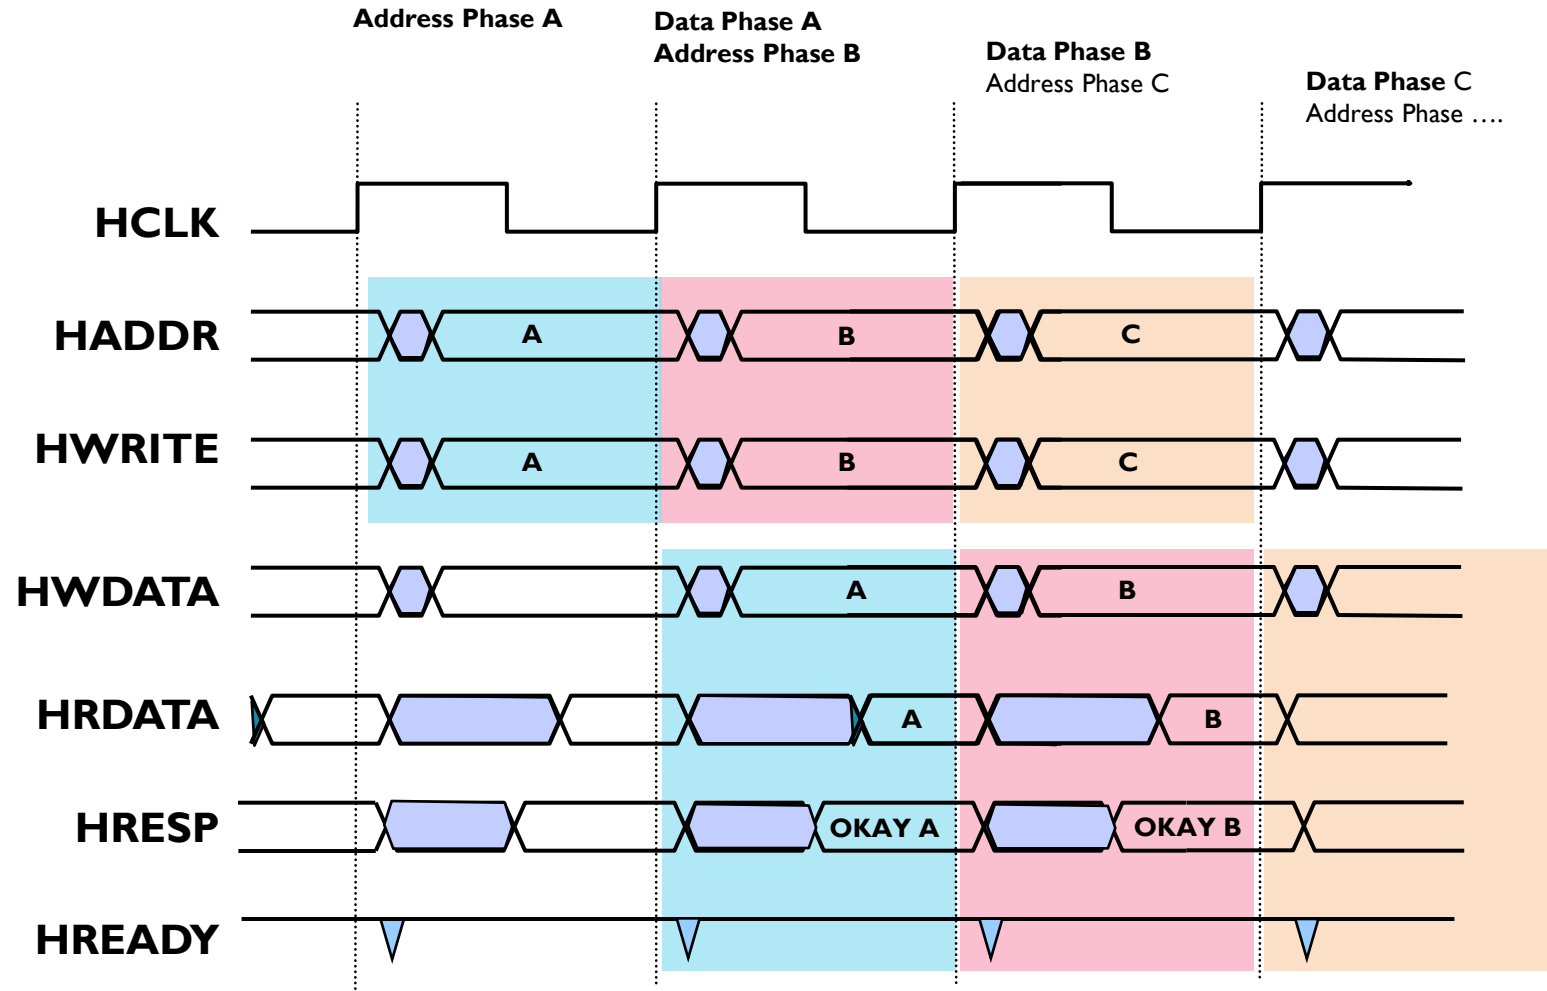 Address Phase A
Data Phase A
Address Phase B
Data Phase B
Address Phase C
Data Phase C
Address Phase ….
HCLK
HADDR A B C
HWRITE A B C
HWDATA A B
HRDATA A B
HRESP OKAY A OKAY B
HREADY